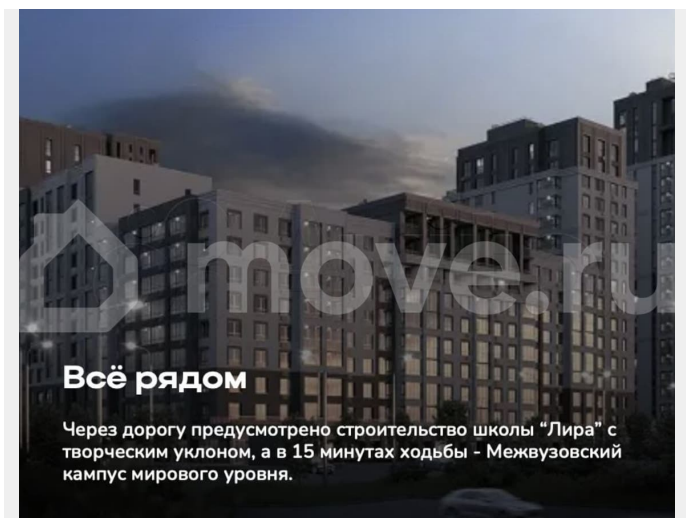 move.ru
Всё рядом
Через дорогу предусмотрено строительство школы “Лира” с
творческим уклоном, а в 15 минутах ходьбы - Межвузовский
кампус мирового уровня.